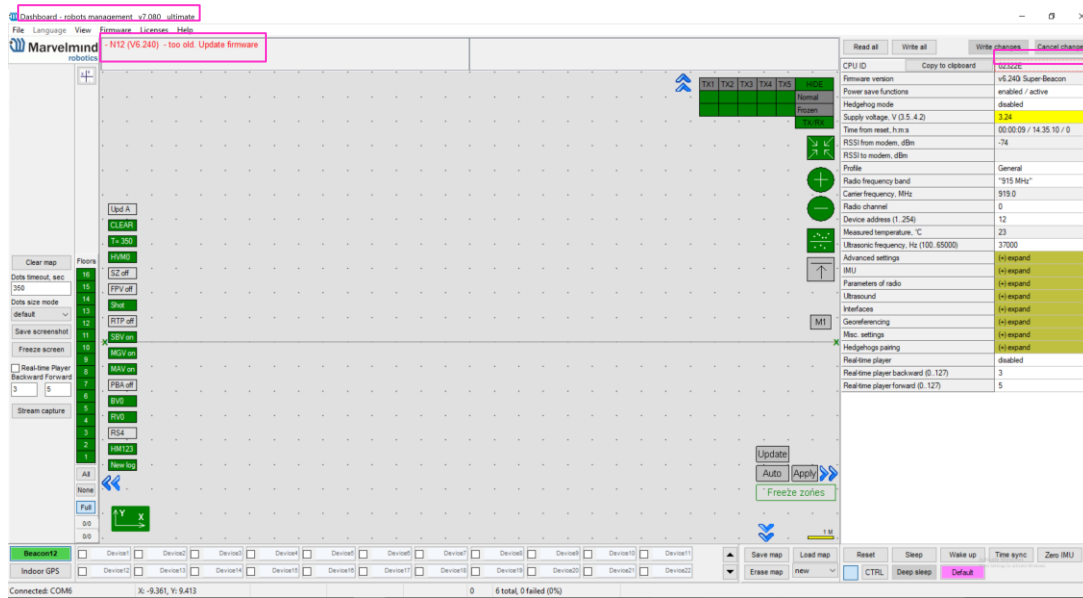 Dashboard - robots management v7.080 ultimate
File Language View Firmware Licenses Help
Marvelmind
robotics
- N12 (V6.240) - too old. Update firmware
Read all Write all Write changes Cancel change
CPU ID Copy to clipboard
Firmware version v6.240i Super-Beacon
Power save functions enabled / active
Hedgehog mode disabled
Supply voltage, V (3.5..4.2) 3.24
Time from reset, h:m:s 00:00:09 / 14.35.10 / 0
RSSI from modem, dBm -74
RSSI to modem, dBm
Profile General
Radio frequency band "915 MHz"
Carrier frequency, MHz 919.0
Radio channel 0
Device address (1..254) 12
Measured temperature, °C 23
Ultrasonic frequency, Hz (100..65000) 37000
Advanced settings (+) expand
IMU (+) expand
Parameters of radio (+) expand
Ultrasound (+) expand
Interfaces (+) expand
Georeferencing (+) expand
Misc. settings (+) expand
Hedgehogs pairing (+) expand
Real-time player disabled
Real-time player backward (0..127) 3
Real-time player forward (0..127) 5
TX1 TX2 TX3 TX4 TX5 HIDE
Normal
Frozen
TX/RX
M1
Upd A
CLEAR
T= 350
HVM0
SZ off
FPV off
Shot
RTP off
SBV on
MGV on
MAV on
PBA off
BV0
RV0
RS4
HM123
New log
Clear map
Dots timeout, sec
350
Dots size mode
default
Save screenshot
Freeze screen
Real-time Player
Backward Forward
3 5
Stream capture
Floors
16
15
14
13
12
11
10
9
8
7
6
5
4
3
2
1
All
None
Full
0/0
0/0
x x
Y X
Update
Auto Apply
Freeze zones
1 M
Beacon12 Device1 Device2 Device3 Device4 Device5 Device6 Device7 Device8 Device9 Device10 Device11
Indoor GPS Device12 Device13 Device14 Device15 Device16 Device17 Device18 Device19 Device20 Device21 Device22
Save map Load map
Erase map new
Reset Sleep Wake up Time sync Zero IMU
CTRL Deep sleep Default
Connected: COM6 X: -9.361, Y: 9.413 0 6 total, 0 failed (0%)